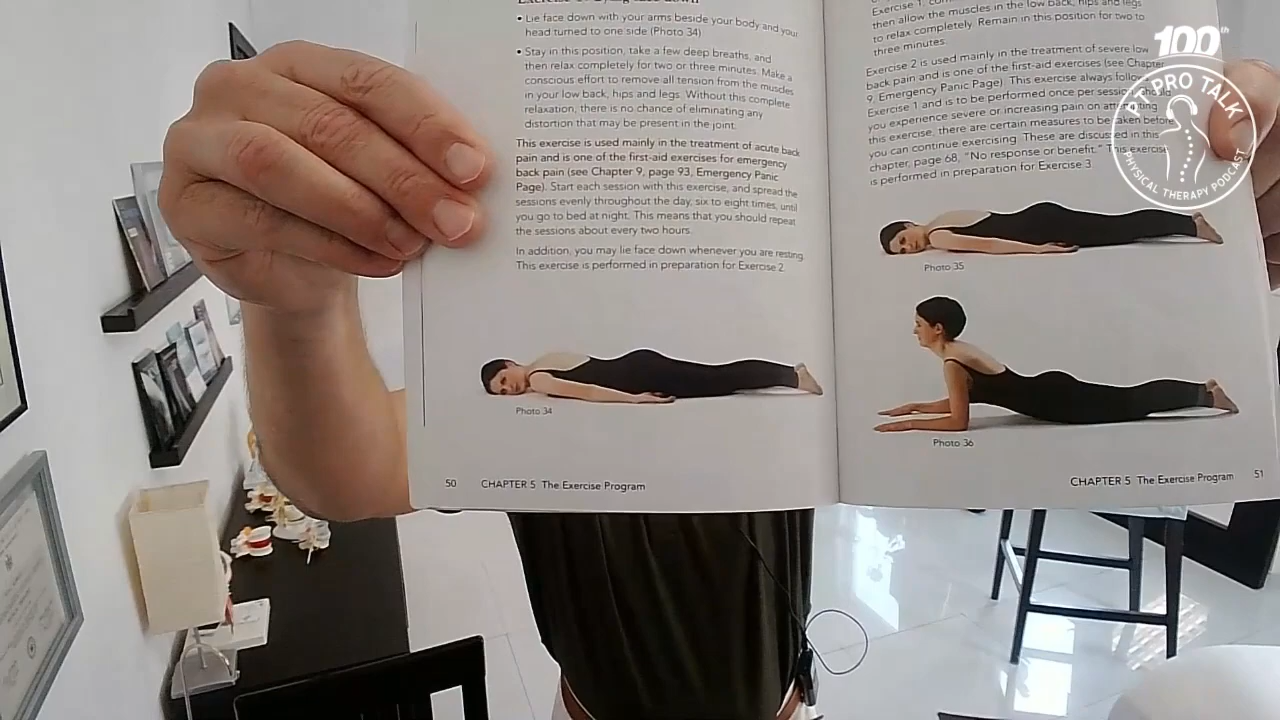 • Lie face down with your arms beside your body and your
head turned to one side (Photo 34)
• Stay in this position, take a few deep breaths, and
then relax completely for two or three minutes. Make a
conscious effort to remove all tension from the muscles
in your low back, hips and legs. Without this complete
relaxation, there is no chance of eliminating any
distortion that may be present in the joint.
This exercise is used mainly in the treatment of acute back
pain and is one of the first-aid exercises for emergency
back pain (see Chapter 9, page 93, Emergency Panic
Page). Start each session with this exercise, and spread the
sessions evenly throughout the day, six to eight times, until
you go to bed at night. This means that you should repeat
the sessions about every two hours.
In addition, you may lie face down whenever you are resting.
This exercise is performed in preparation for Exercise 2.
Photo 34
50 CHAPTER 5 The Exercise Program
Exercise 1,
then allow the muscles in the low back, hips and legs
to relax completely. Remain in this position for two to
three minutes.
Exercise 2 is used mainly in the treatment of severe low
back pain and is one of the first-aid exercises (see Chapter
9, Emergency Panic Page). This exercise always follows
Exercise 1 and is to be performed once per session. Should
you experience severe or increasing pain on attempting
this exercise, there are certain measures to be taken before
you can continue exercising. These are discussed in this
chapter, page 68, "No response or benefit." This exercise
is performed in preparation for Exercise 3.
Photo 35
Photo 36
CHAPTER 5 The Exercise Program 51
100th
PT PRO TALK
PHYSICAL THERAPY PODCAST